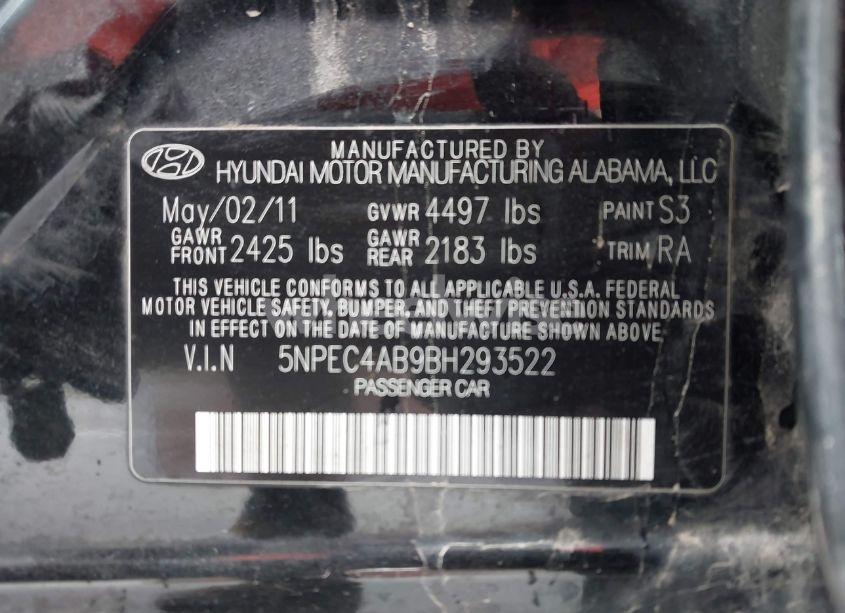 MANUFACTURED BY
HYUNDAI MOTOR MANUFACTURING ALABAMA, LLC
May/02/11 GVWR 4497 lbs PAINT S3
GAWR FRONT 2425 lbs GAWR REAR 2183 lbs TRIM RA
THIS VEHICLE CONFORMS TO ALL APPLICABLE U.S.A. FEDERAL
MOTOR VEHICLE SAFETY, BUMPER, AND THEFT PREVENTION STANDARDS
IN EFFECT ON THE DATE OF MANUFACTURE SHOWN ABOVE
V.I.N 5NPEC4AB9BH293522
PASSENGER CAR